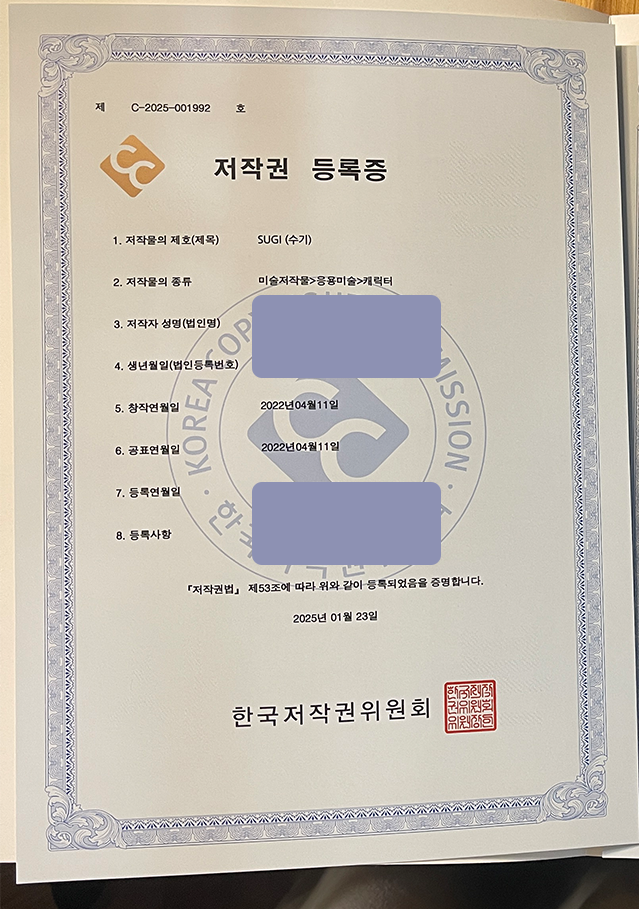 제 C-2025-001992 호
저작권 등록증
1. 저작물의 제호(제목) SUGI (수기)
2. 저작물의 종류 미술저작물>응용미술>캐릭터
3. 저작자 성명(법인명)
4. 생년월일(법인등록번호)
5. 창작연월일 2022년04월11일
6. 공표연월일 2022년04월11일
7. 등록연월일
8. 등록사항
『저작권법』 제53조에 따라 위와 같이 등록되었음을 증명합니다.
2025년 01월 23일
한국저작권위원회
KOREA COPY MISSION
한국